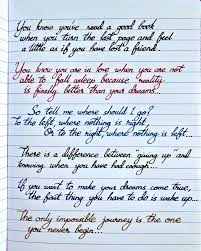 You know you've read a good book
when you turn the last page and feel
a little as if you have lost a friend.
You know you are in love when you are not
able to fall asleep because reality
is finally better than your dreams..
So tell me where should I go?
To the left, where nothing is right,
Or to the right, where nothing is left...
There is a difference between "giving up" and
knowing when you have had enough...
If you want to make your dreams come true,
the first thing you have to do is wake up...
The only impossible journey is the one
you never begin...